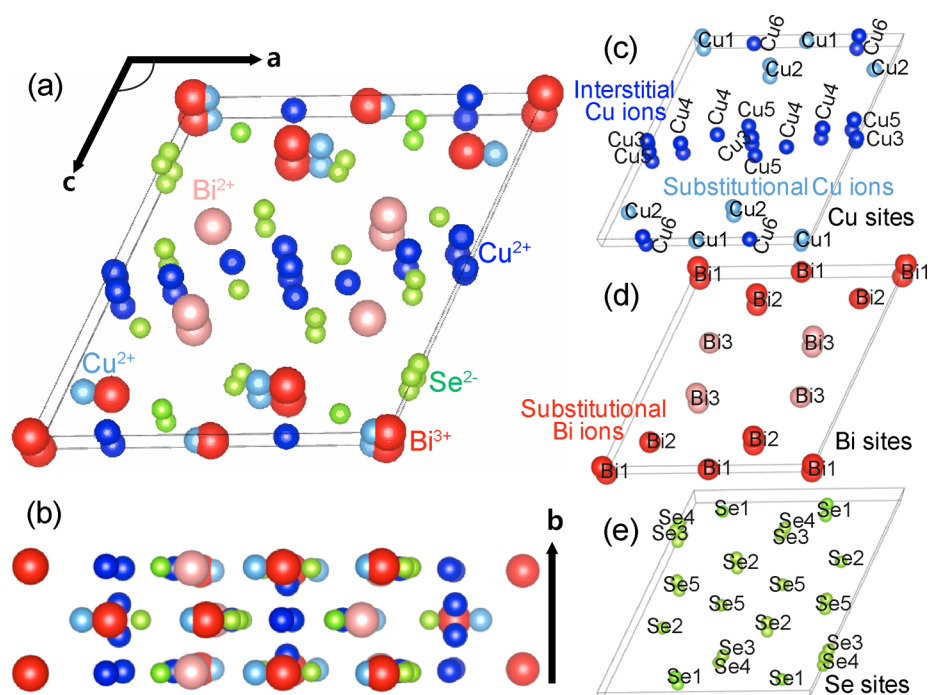 (a)
a
c
Bi2+
Cu2+
Cu2+
Se2-
Bi3+
(b)
b
(c)
Cu1
Cu6
Cu1
Cu6
Cu2
Cu2
Interstitial
Cu ions
Cu4
Cu4
Cu5
Cu4
Cu4
Cu5
Cu3
Cu5
Cu3
Cu5
Cu3
Substitutional Cu ions
Cu2
Cu2
Cu6
Cu1
Cu6
Cu1
Cu sites
(d)
Bi1
Bi1
Bi1
Bi2
Bi2
Bi3
Bi3
Bi3
Bi3
Substitutional
Bi ions
Bi2
Bi2
Bi1
Bi1
Bi1
Bi sites
(e)
Se4
Se3
Se1
Se4
Se3
Se1
Se2
Se2
Se5
Se5
Se5
Se5
Se2
Se2
Se3
Se4
Se3
Se4
Se1
Se1
Se sites